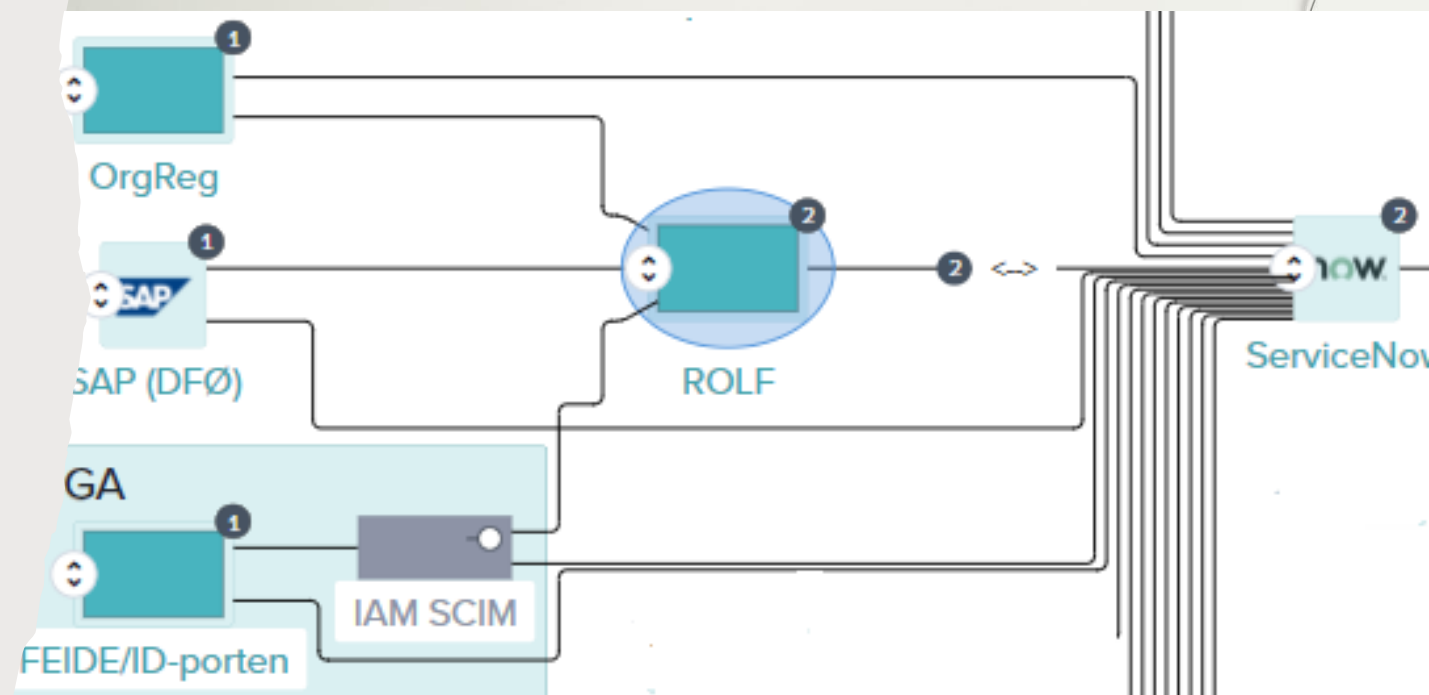 1
OrgReg
1
SAP
SAP (DFØ)
2
ROLF
2
<-->
2
now.
ServiceNow
GA
1
IAM SCIM
FEIDE/ID-porten